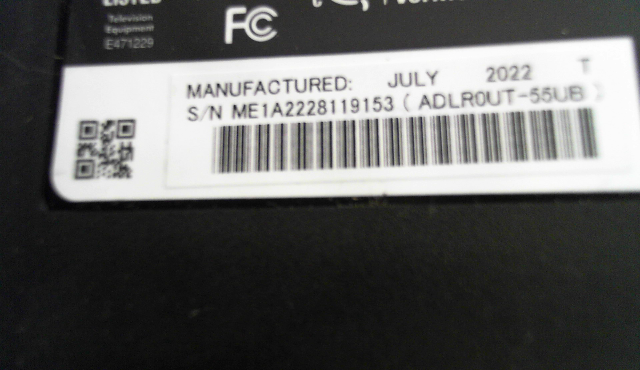 LISTED
Television
Equipment
E471229
FC
MANUFACTURED: JULY 2022 T
S/N ME1A2228119153 ( ADLR0UT-55UB )